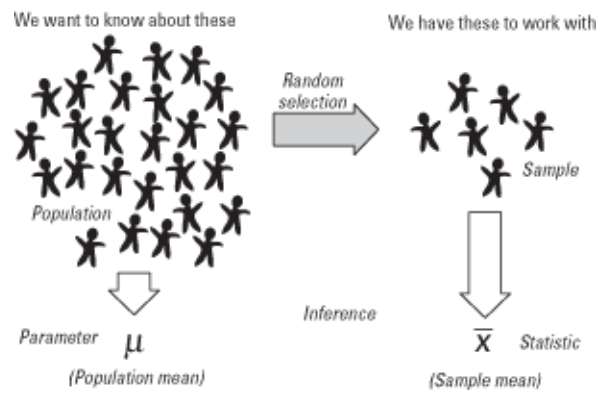 We want to know about these
We have these to work with
Random
selection
Population
Sample
Inference
Parameter μ
x̄ Statistic
(Population mean)
(Sample mean)